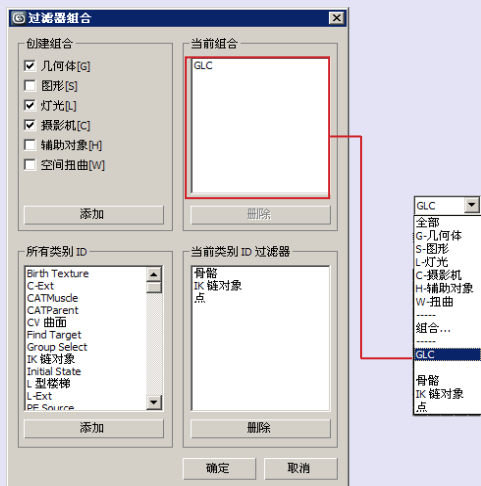 过滤器组合
创建组合
几何体[G]
图形[S]
灯光[L]
摄影机[C]
辅助对象[H]
空间扭曲[W]
添加
当前组合
GLC
删除
所有类别 ID
Birth Texture
C-Ext
CATMuscle
CATParent
CV 曲面
Find Target
Group Select
IK 链对象
Initial State
L 型楼梯
L-Ext
PF Source
添加
当前类别 ID 过滤器
骨骼
IK 链对象
点
删除
确定
取消
GLC
全部
G-几何体
S-图形
L-灯光
C-摄影机
H-辅助对象
W-扭曲
-----
组合...
-----
GLC
骨骼
IK 链对象
点